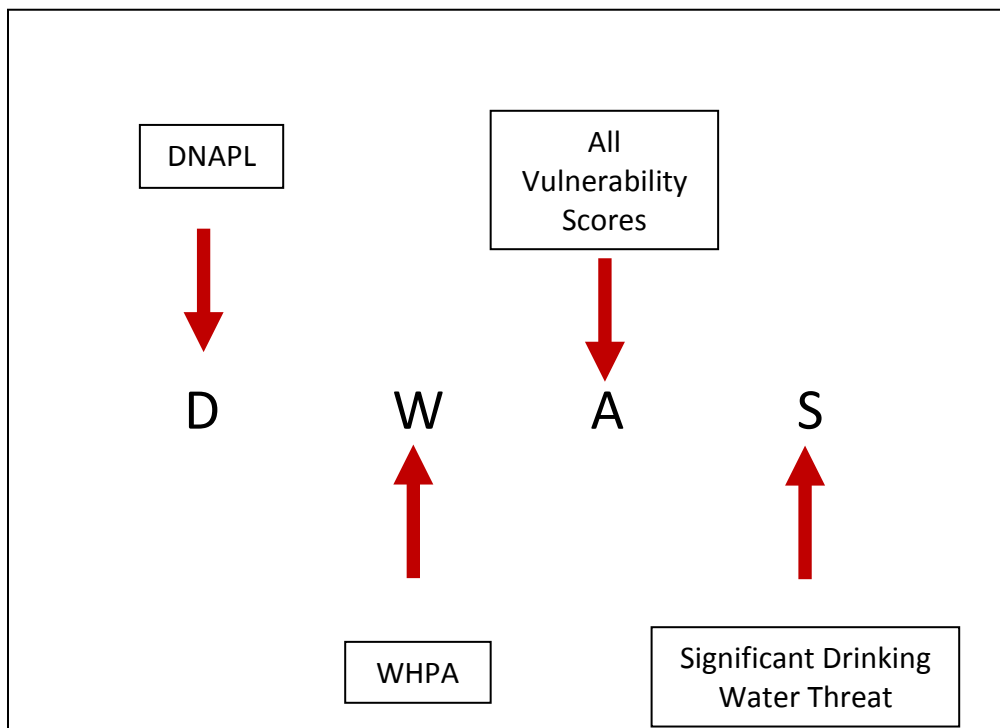 DNAPL
All
Vulnerability
Scores
D W A S
WHPA
Significant Drinking
Water Threat